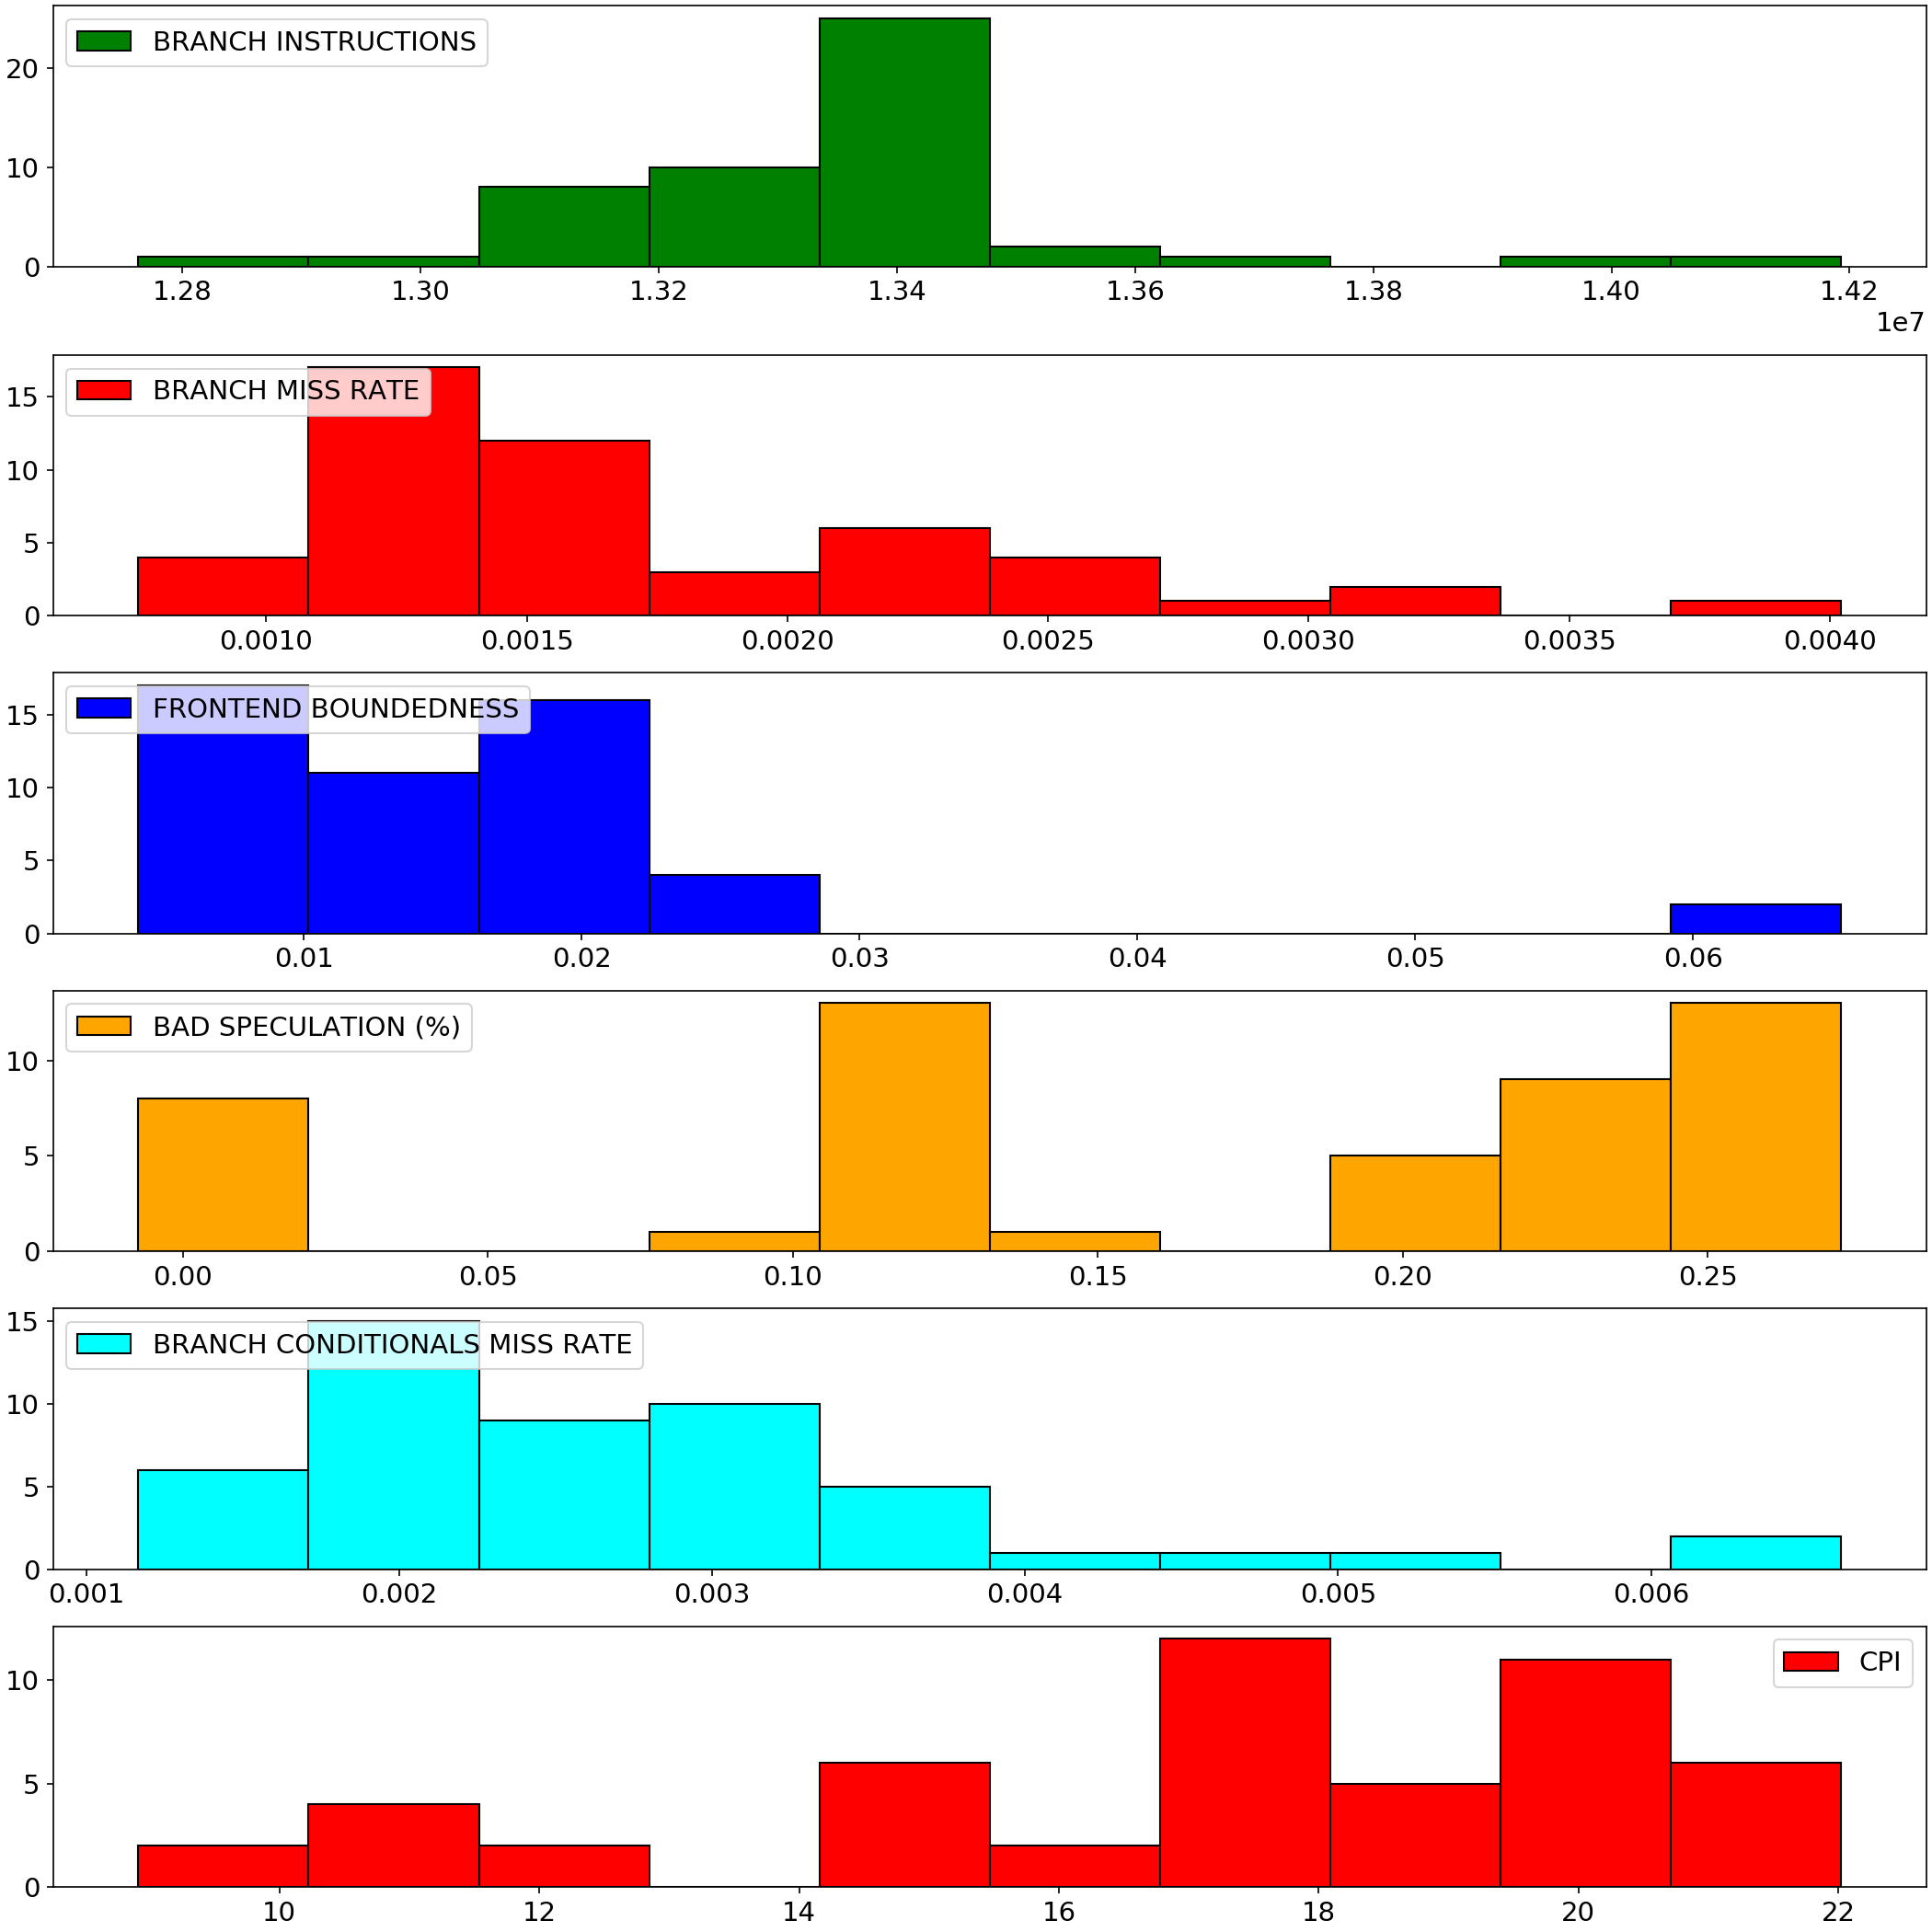 BRANCH INSTRUCTIONS
20
10
0
1.28 1.30 1.32 1.34 1.36 1.38 1.40 1.42
1e7
BRANCH MISS RATE
15
10
5
0
0.0010 0.0015 0.0020 0.0025 0.0030 0.0035 0.0040
FRONTEND BOUNDEDNESS
15
10
5
0
0.01 0.02 0.03 0.04 0.05 0.06
BAD SPECULATION (%)
10
5
0
0.00 0.05 0.10 0.15 0.20 0.25
15
BRANCH CONDITIONALS MISS RATE
10
5
0
0.001 0.002 0.003 0.004 0.005 0.006
CPI
10
5
0
10 12 14 16 18 20 22